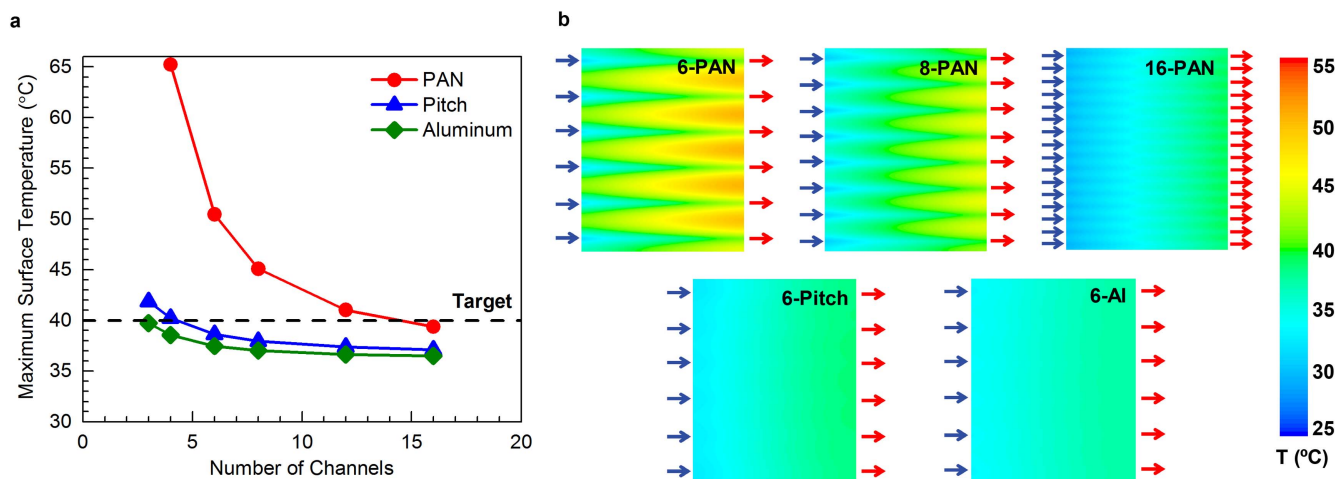 a
Maximum Surface Temperature (°C)
65
60
55
50
45
40
35
30
0
5
10
15
20
Number of Channels
PAN
Pitch
Aluminum
Target
b
6-PAN
8-PAN
16-PAN
6-Pitch
6-Al
55
50
45
40
35
30
25
T (ºC)